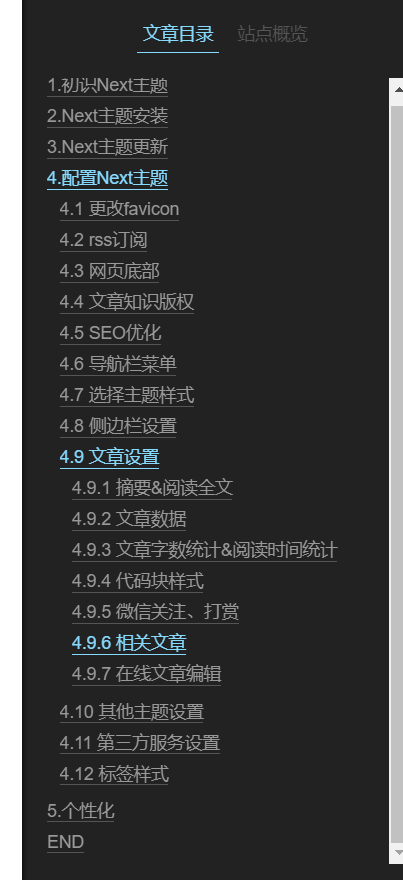 文章目录 站点概览
1.初识Next主题
2.Next主题安装
3.Next主题更新
4.配置Next主题
4.1 更改favicon
4.2 rss订阅
4.3 网页底部
4.4 文章知识版权
4.5 SEO优化
4.6 导航栏菜单
4.7 选择主题样式
4.8 侧边栏设置
4.9 文章设置
4.9.1 摘要&阅读全文
4.9.2 文章数据
4.9.3 文章字数统计&阅读时间统计
4.9.4 代码块样式
4.9.5 微信关注、打赏
4.9.6 相关文章
4.9.7 在线文章编辑
4.10 其他主题设置
4.11 第三方服务设置
4.12 标签样式
5.个性化
END